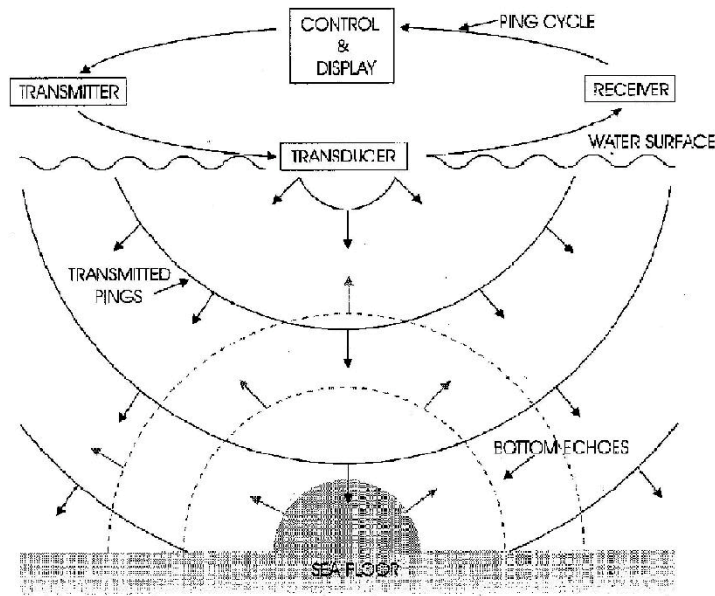 CONTROL
&
DISPLAY
PING CYCLE
TRANSMITTER
RECEIVER
TRANSDUCER
WATER SURFACE
TRANSMITTED
PINGS
BOTTOM ECHOES
SEA FLOOR